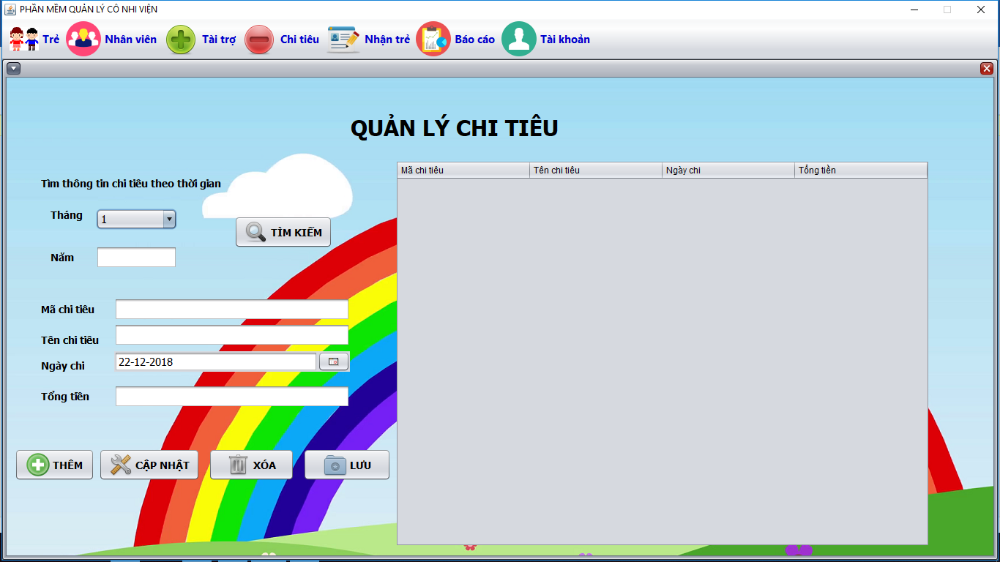 PHẦN MỀM QUẢN LÝ CÔ NHI VIỆN
Trẻ Nhân viên Tài trợ Chi tiêu Nhận trẻ Báo cáo Tài khoản
QUẢN LÝ CHI TIÊU
Tìm thông tin chi tiêu theo thời gian
Tháng 1
TÌM KIẾM
Năm
Mã chi tiêu
Tên chi tiêu
Ngày chi 22-12-2018
Tổng tiền
THÊM CẬP NHẬT XÓA LƯU
Mã chi tiêu Tên chi tiêu Ngày chi Tổng tiền